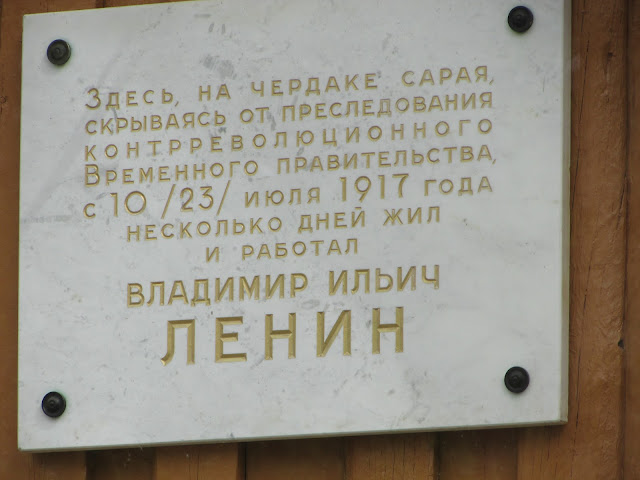 Здесь, на чердаке сарая,
скрываясь от преследования
контрреволюционного
Временного правительства,
с 10 /23/ июля 1917 года
несколько дней жил
и работал
ВЛАДИМИР ИЛЬИЧ
ЛЕНИН